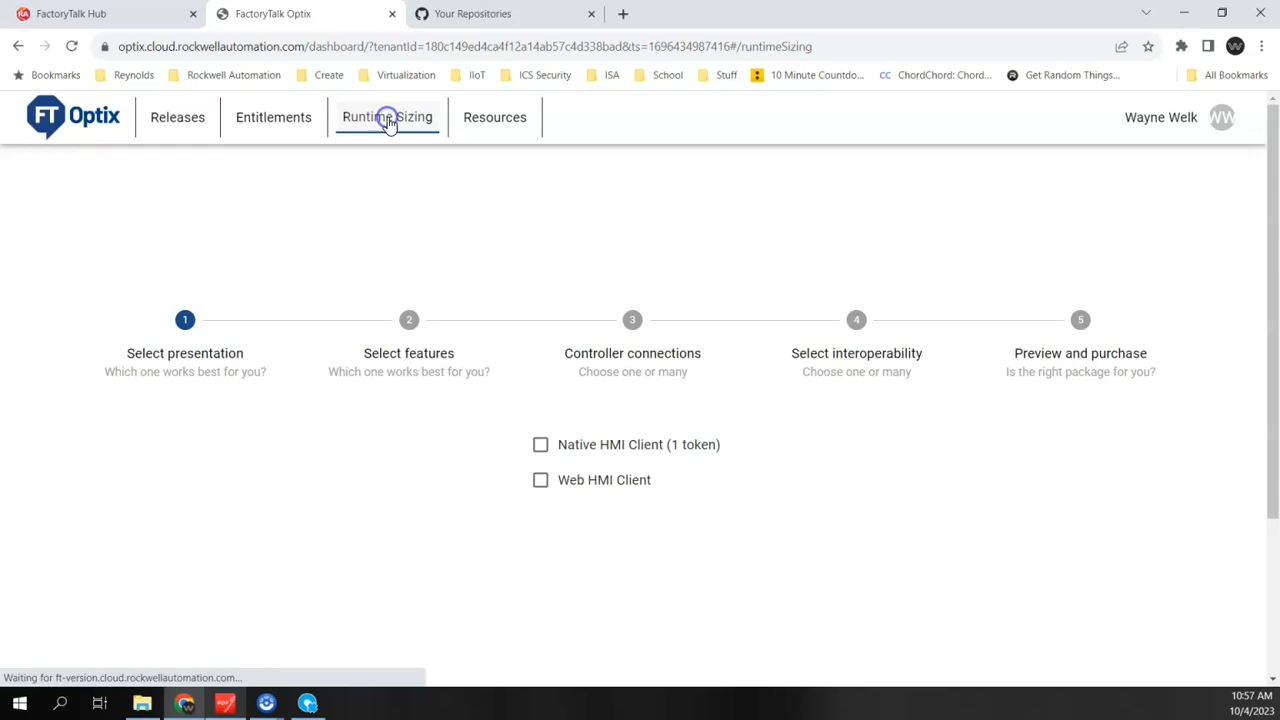 FactoryTalk Hub
FactoryTalk Optix
Your Repositories
optix.cloud.rockwellautomation.com/dashboard/?tenantId=180c149ed4ca4f12a14ab57c4d338bad&ts=1696434987416#/runtimeSizing
Bookmarks
Reynolds
Rockwell Automation
Create
Virtualization
IIoT
ICS Security
ISA
School
Stuff
10 Minute Countdo...
CC ChordChord: Chord...
Get Random Things...
All Bookmarks
FT Optix
Releases
Entitlements
Runtime Sizing
Resources
Wayne Welk
WW
1
2
3
4
5
Select presentation
Select features
Controller connections
Select interoperability
Preview and purchase
Which one works best for you?
Which one works best for you?
Choose one or many
Choose one or many
Is the right package for you?
Native HMI Client (1 token)
Web HMI Client
Waiting for ft-version.cloud.rockwellautomation.com...
10:57 AM
10/4/2023